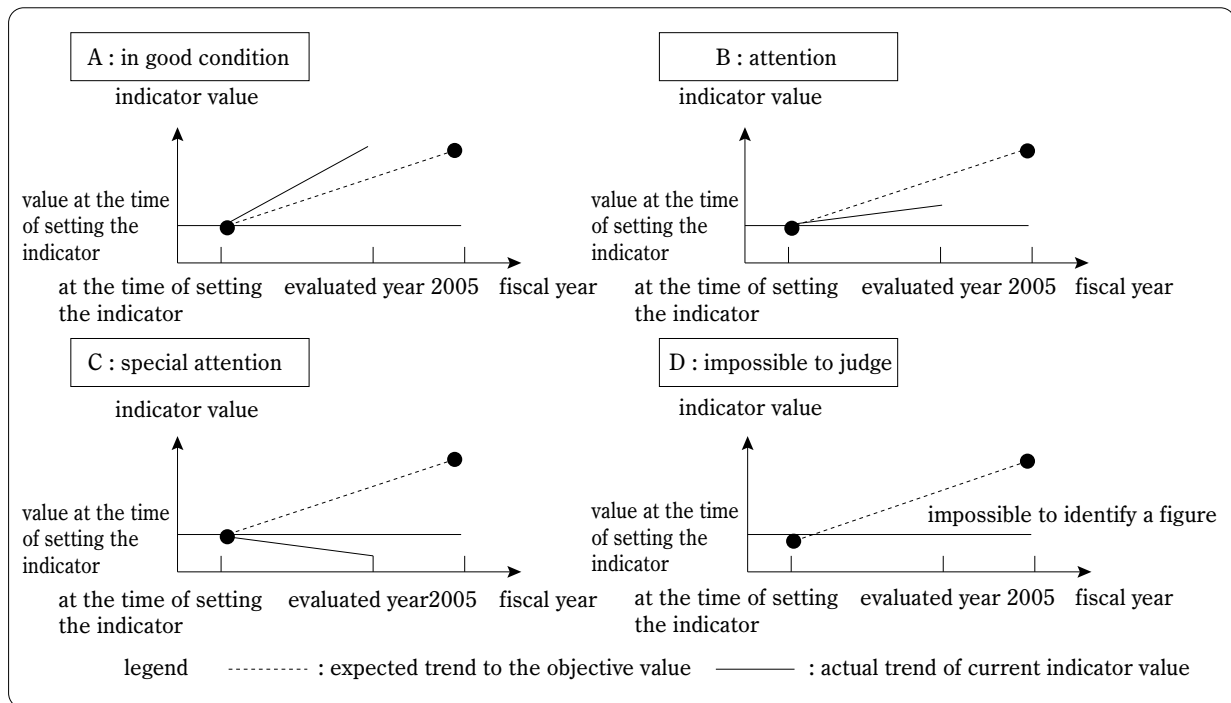 A : in good condition
indicator value
value at the time
of setting the
indicator
at the time of setting
the indicator
evaluated year 2005
fiscal year
B : attention
indicator value
value at the time
of setting the
indicator
at the time of setting
the indicator
evaluated year 2005
fiscal year
C : special attention
indicator value
value at the time
of setting the
indicator
at the time of setting
the indicator
evaluated year2005
fiscal year
D : impossible to judge
indicator value
value at the time
of setting the
indicator
impossible to identify a figure
at the time of setting
the indicator
evaluated year 2005
fiscal year
legend
: expected trend to the objective value
: actual trend of current indicator value